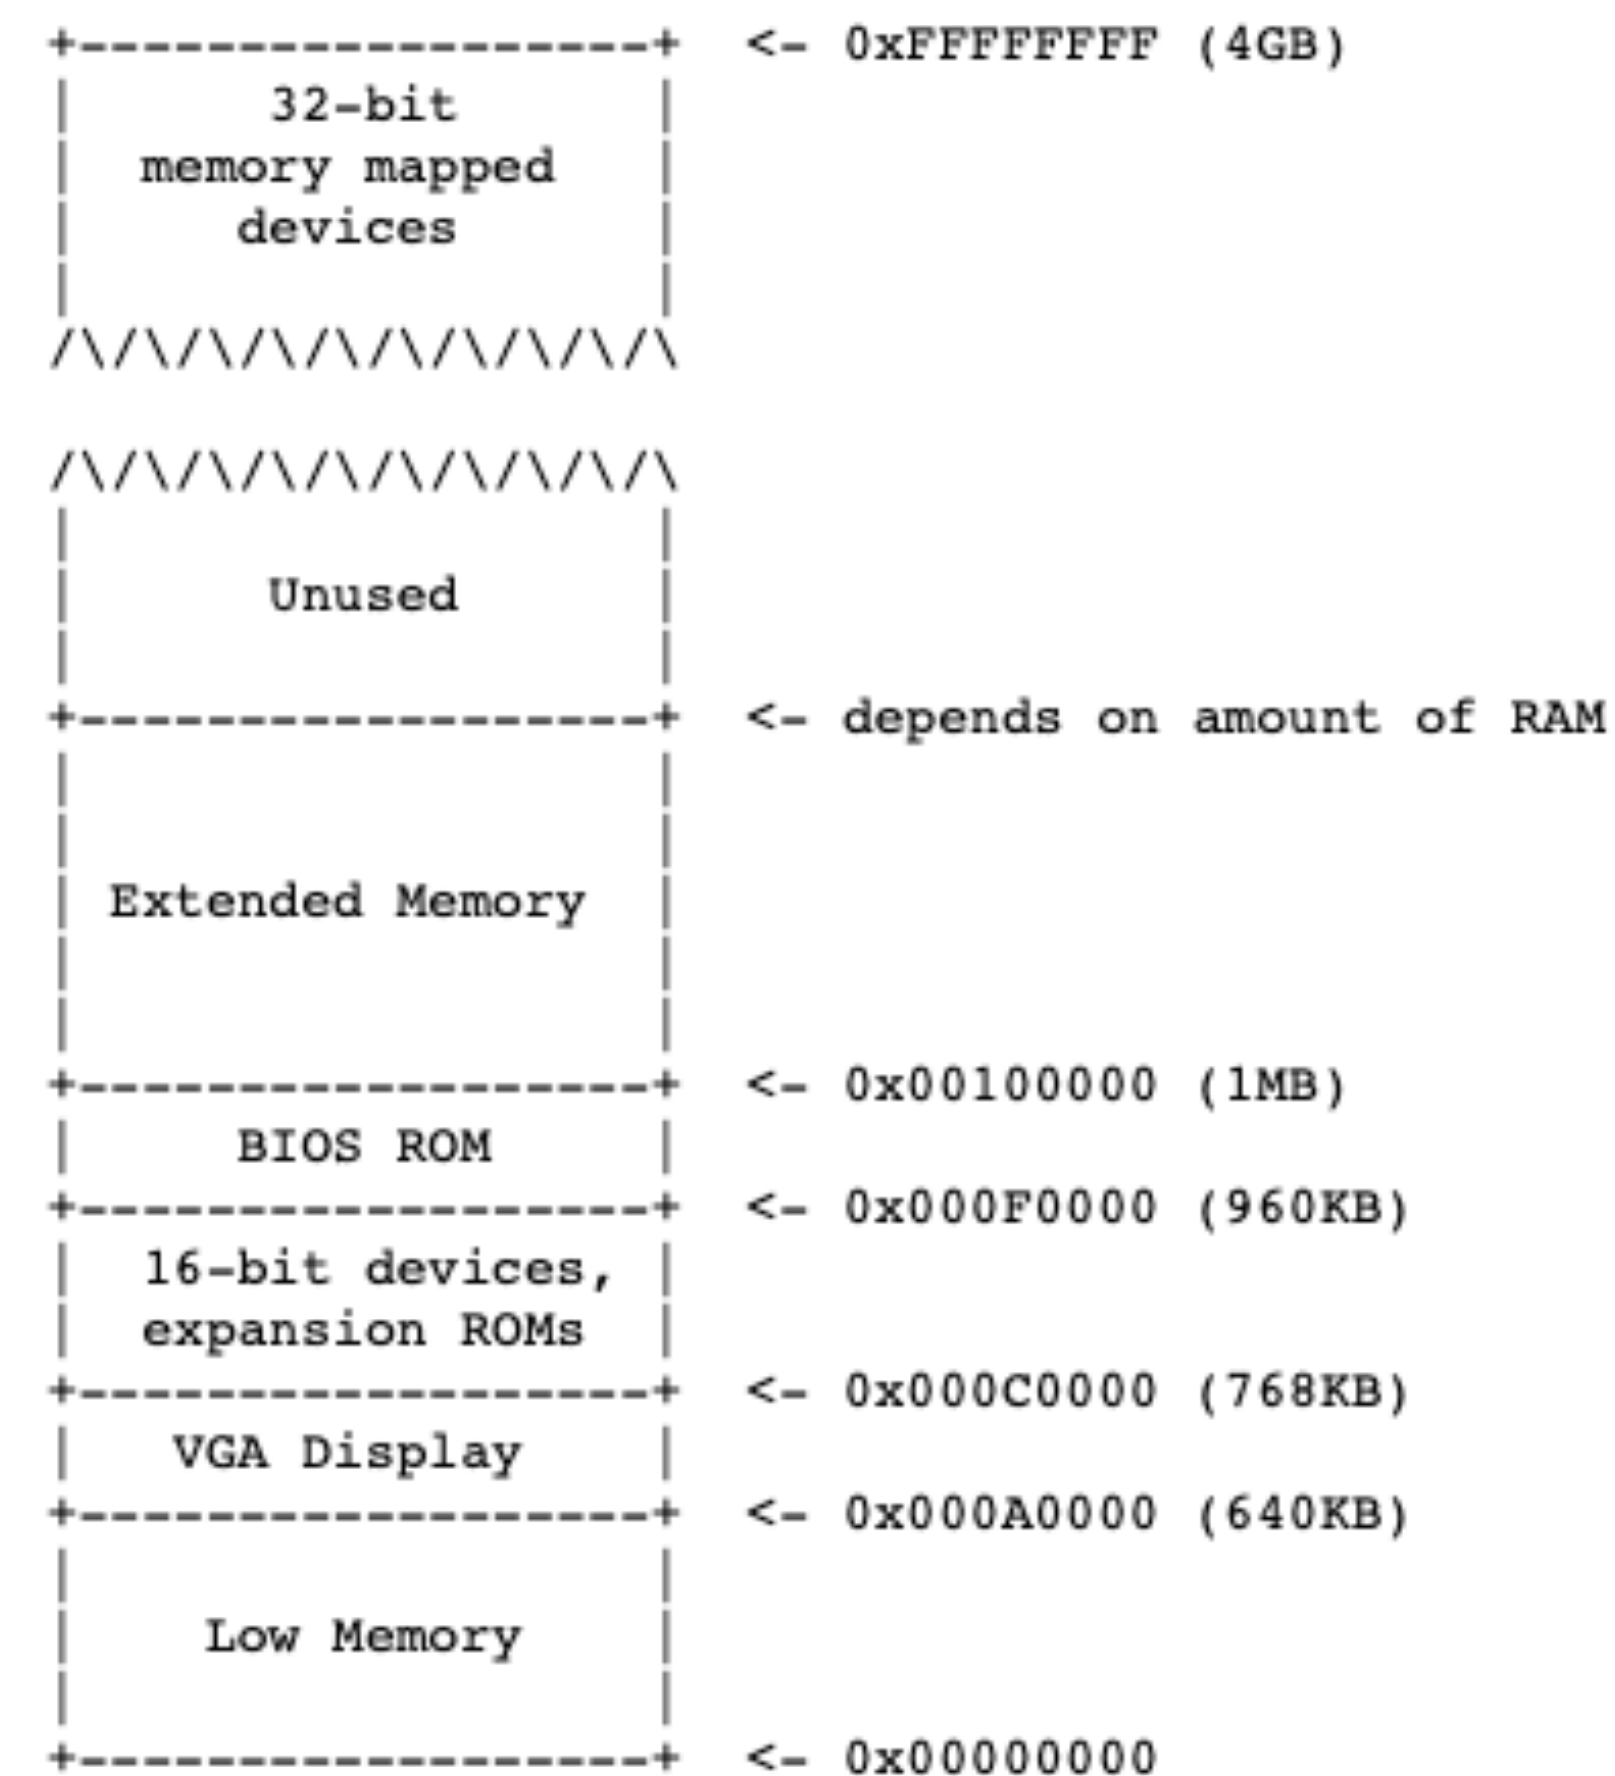 +------------------+  <- 0xFFFFFFFF (4GB)
|      32-bit      |
|  memory mapped   |
|     devices      |
|                  |
/\/\/\/\/\/\/\/\/\/\
/\/\/\/\/\/\/\/\/\/\
|                  |
|      Unused      |
|                  |
+------------------+  <- depends on amount of RAM
|                  |
|                  |
| Extended Memory  |
|                  |
|                  |
+------------------+  <- 0x00100000 (1MB)
|     BIOS ROM     |
+------------------+  <- 0x000F0000 (960KB)
|  16-bit devices, |
|  expansion ROMs  |
+------------------+  <- 0x000C0000 (768KB)
|   VGA Display    |
+------------------+  <- 0x000A0000 (640KB)
|                  |
|    Low Memory    |
|                  |
+------------------+  <- 0x00000000